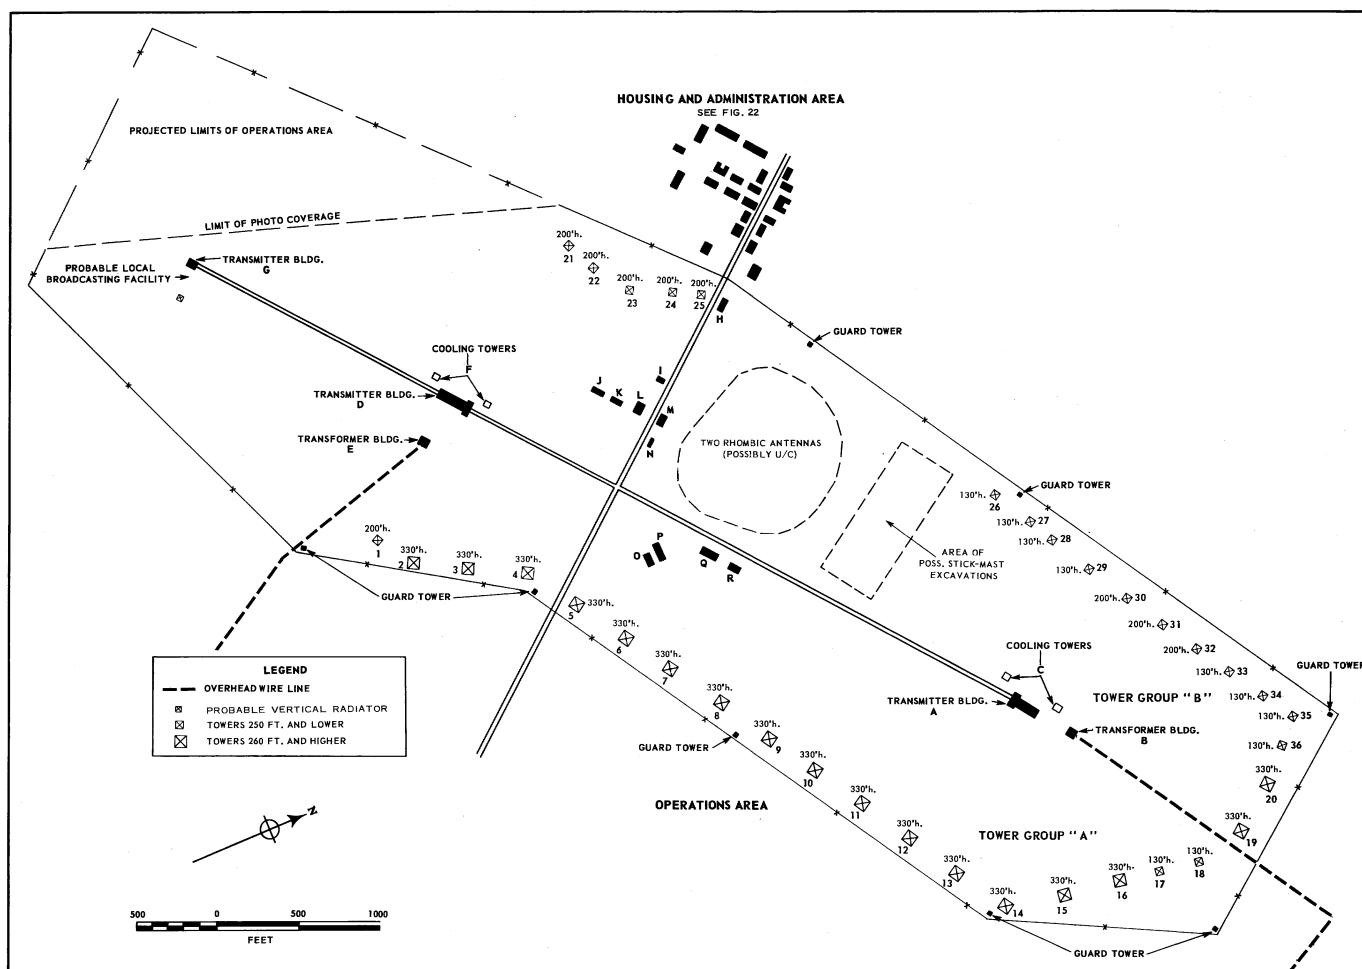 HOUSING AND ADMINISTRATION AREA
SEE FIG. 22
PROJECTED LIMITS OF OPERATIONS AREA
LIMIT OF PHOTO COVERAGE
PROBABLE LOCAL
BROADCASTING FACILITY
TRANSMITTER BLDG.
G
200'h.
21
200'h.
22
200'h.
23
200'h.
24
200'h.
25
H
GUARD TOWER
COOLING TOWERS
F
TRANSMITTER BLDG.
D
TRANSFORMER BLDG.
E
I
J
K
L
M
N
TWO RHOMBIC ANTENNAS
(POSSIBLY U/C)
GUARD TOWER
130'h.
26
130'h.
27
130'h.
28
130'h.
29
200'h.
30
200'h.
31
200'h.
32
130'h.
33
130'h.
34
130'h.
35
130'h.
36
AREA OF
POSS. STICK-MAST
EXCAVATIONS
200'h.
1
330'h.
2
330'h.
3
330'h.
4
GUARD TOWER
O
P
Q
R
330'h.
5
330'h.
6
330'h.
7
330'h.
8
330'h.
9
330'h.
10
330'h.
11
330'h.
12
330'h.
13
14
330'h.
330'h.
15
330'h.
16
130'h.
17
130'h.
18
330'h.
19
330'h.
20
COOLING TOWERS
C
TRANSMITTER BLDG.
A
TOWER GROUP "B"
GUARD TOWER
TRANSFORMER BLDG.
B
GUARD TOWER
OPERATIONS AREA
TOWER GROUP "A"
GUARD TOWER
LEGEND
OVERHEAD WIRE LINE
PROBABLE VERTICAL RADIATOR
TOWERS 250 FT. AND LOWER
TOWERS 260 FT. AND HIGHER
N
500 0 500 1000
FEET